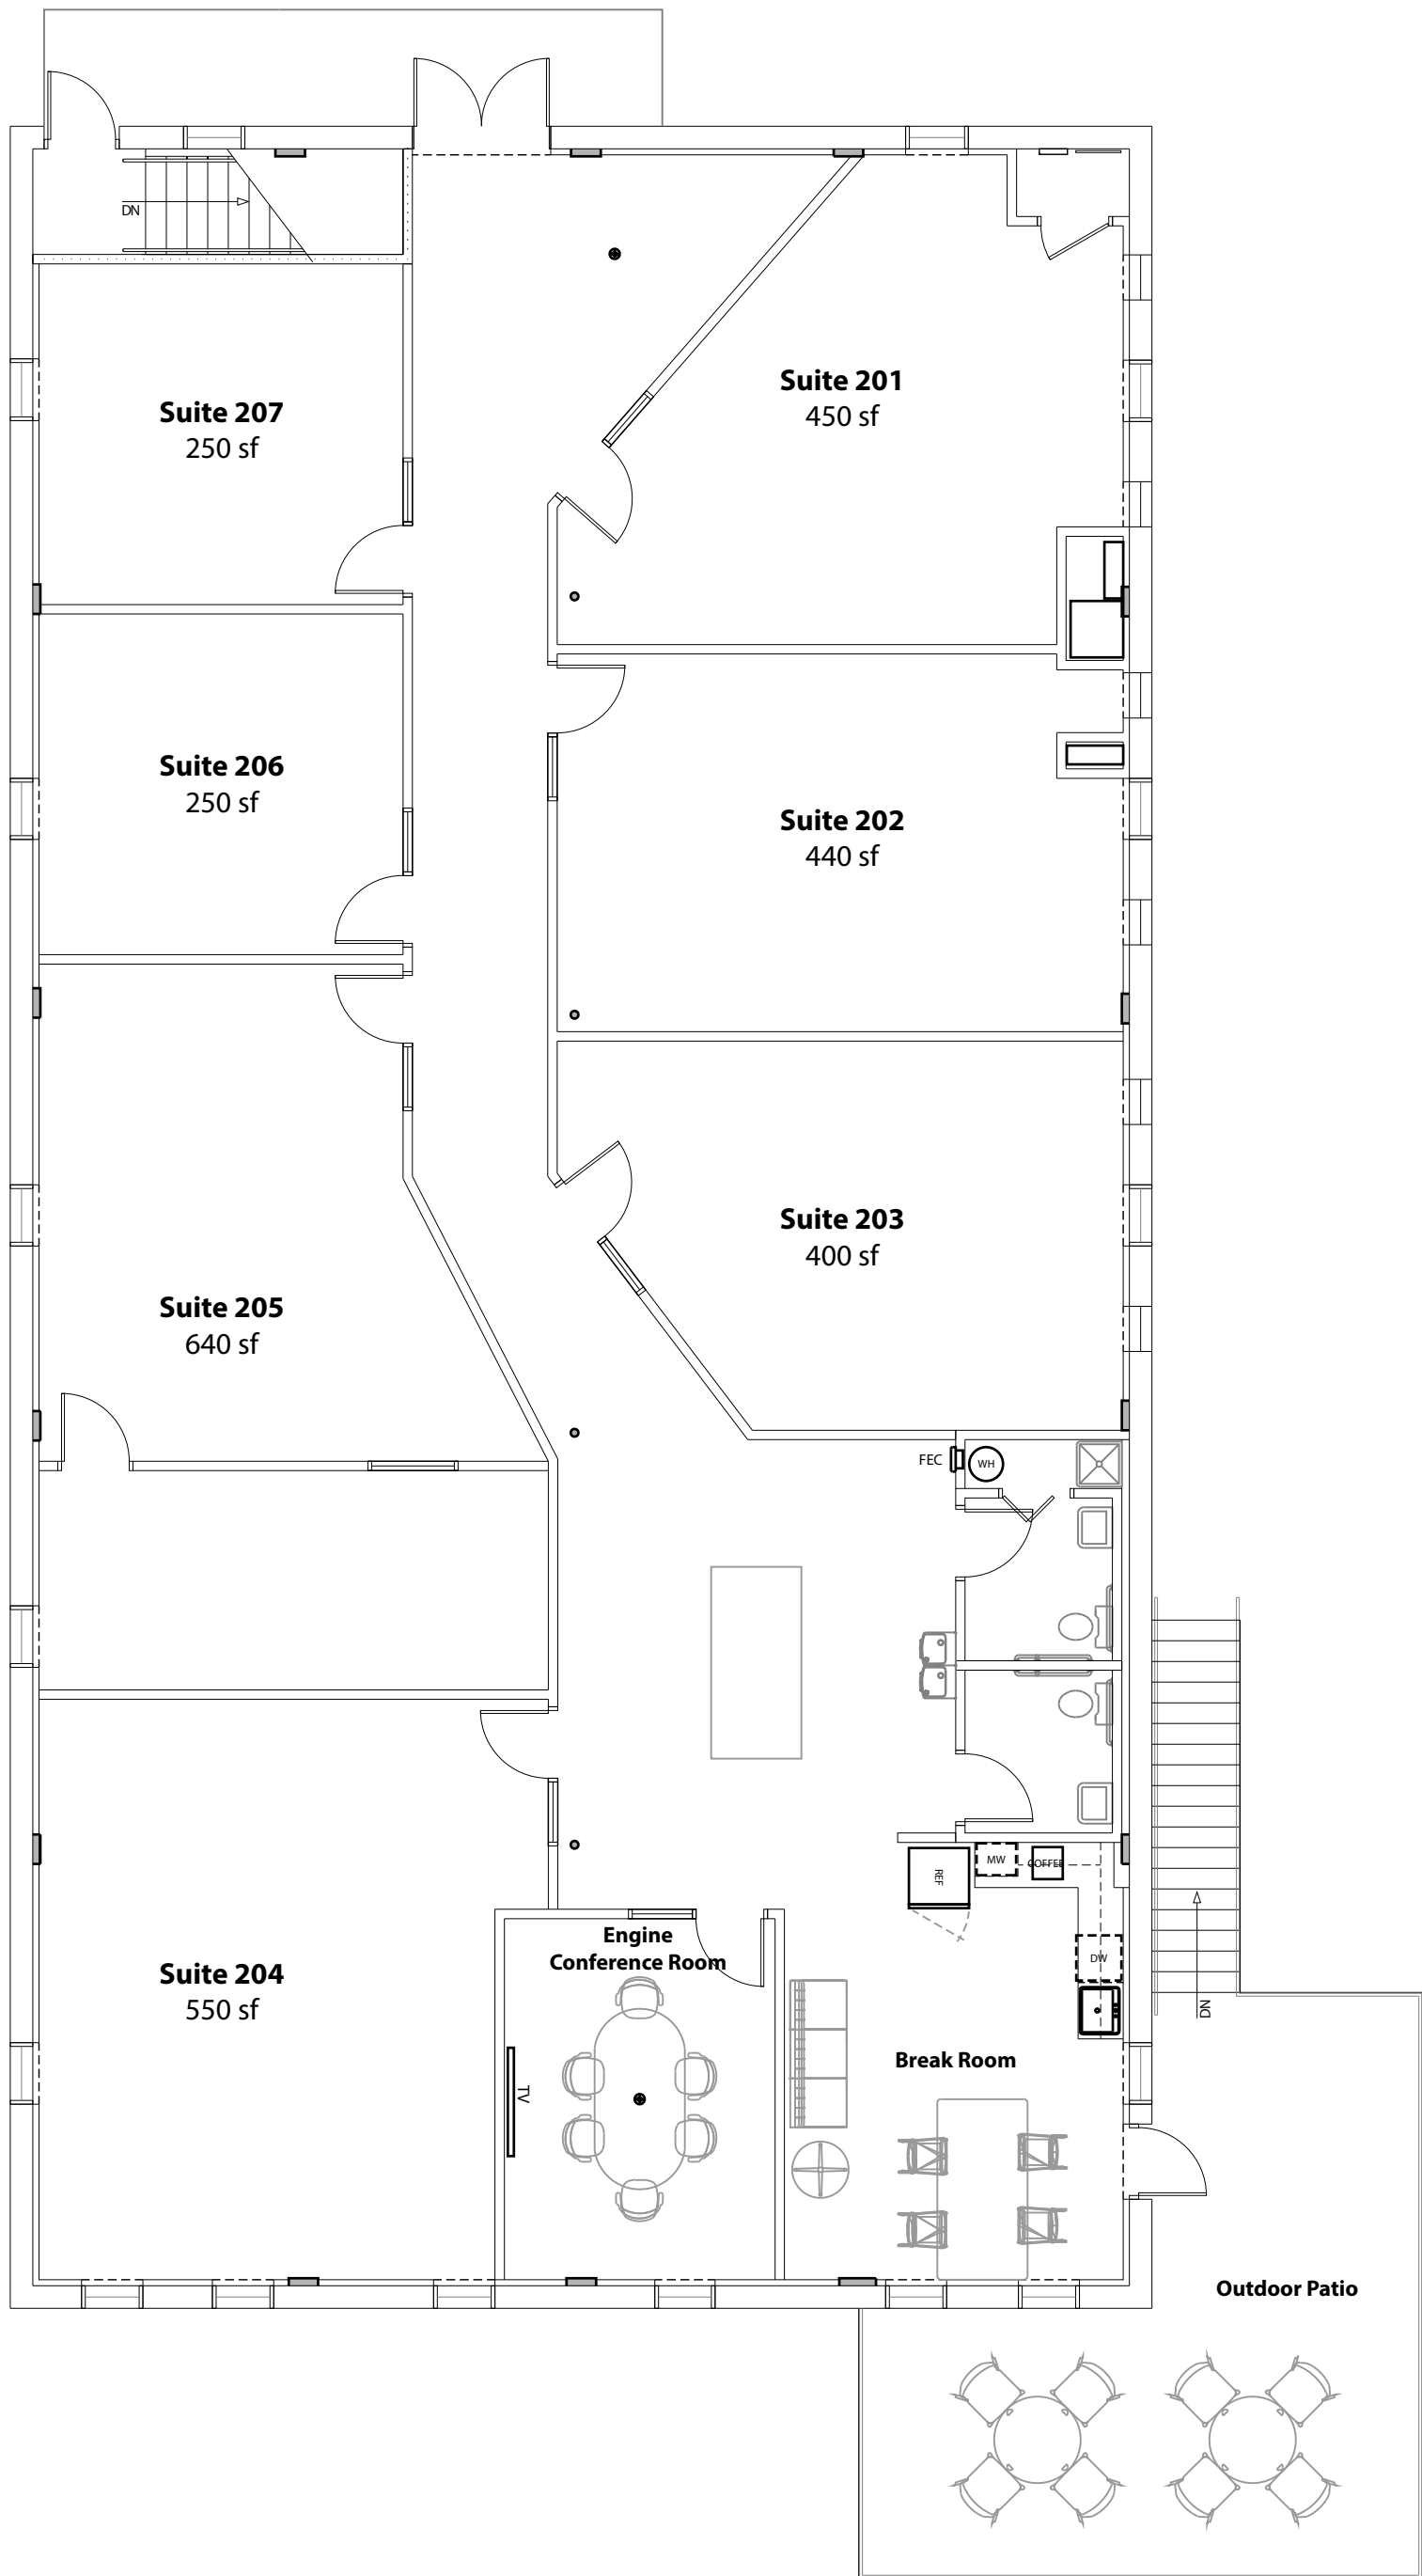 DN
Suite 201
450 sf
Suite 207
250 sf
Suite 206
250 sf
Suite 202
440 sf
Suite 203
400 sf
Suite 205
640 sf
FEC
WH
REF
MW
COFFEE
Engine
Conference Room
DW
Suite 204
550 sf
DN
TV
Break Room
Outdoor Patio